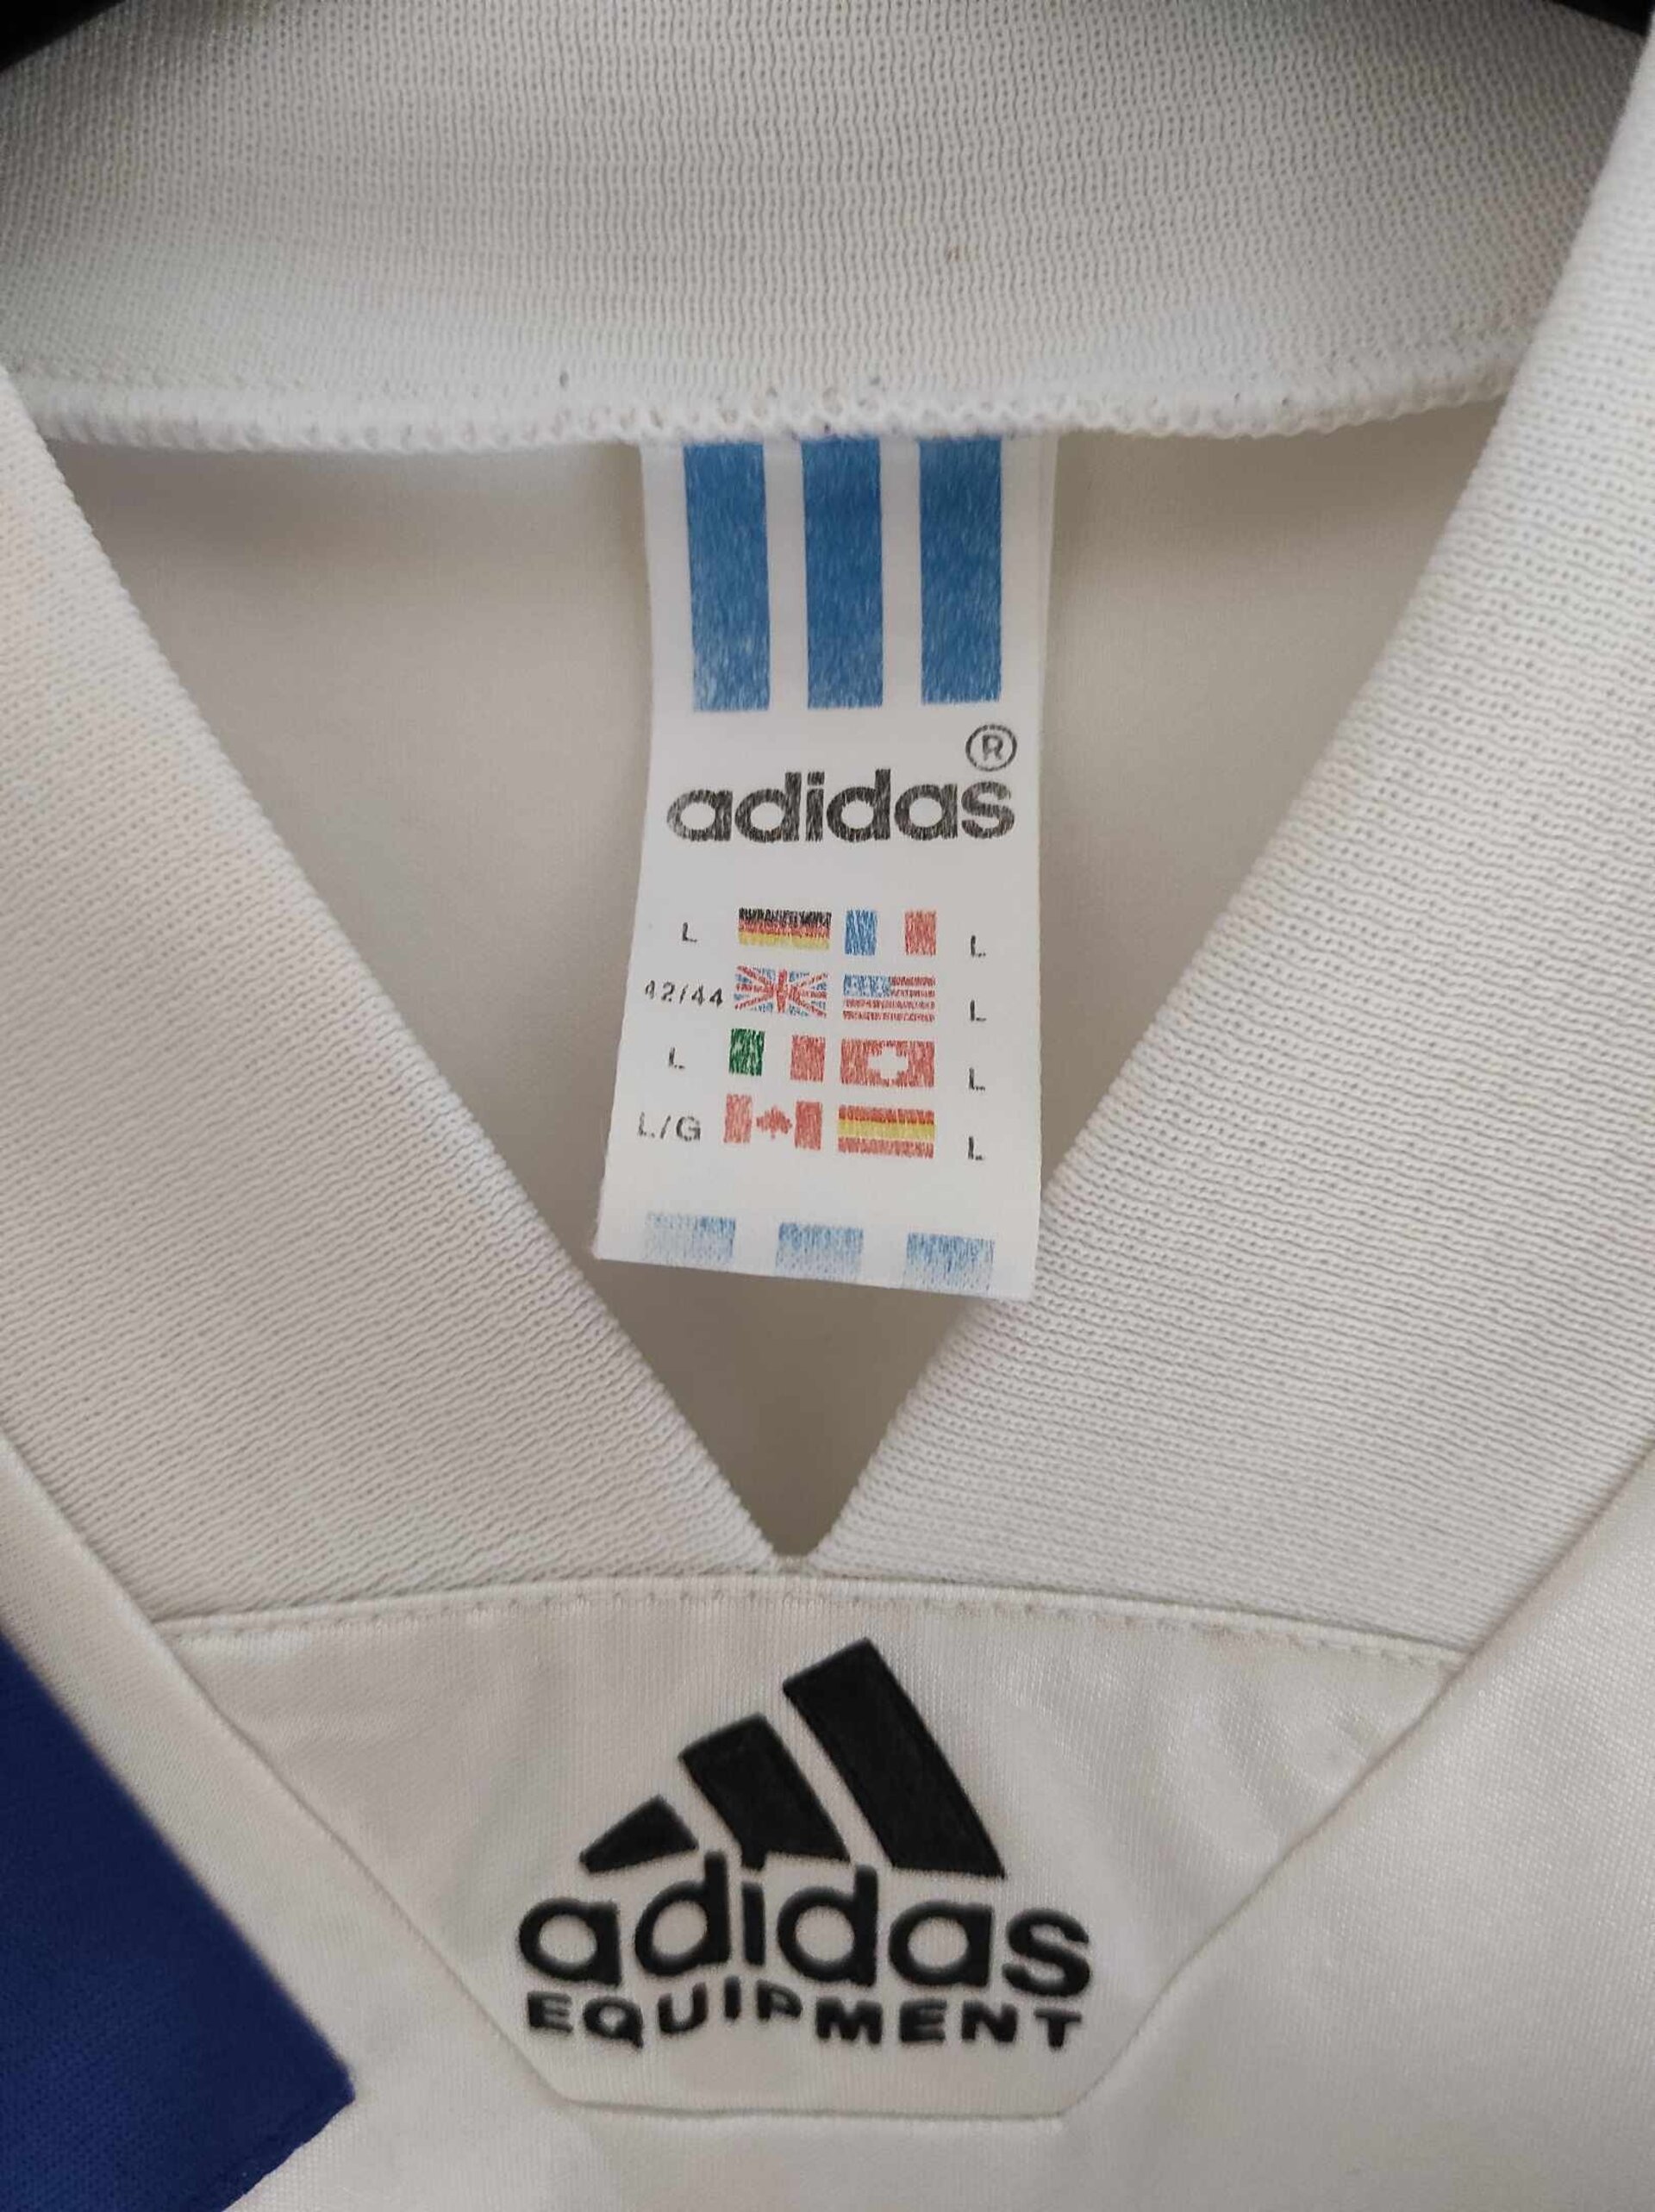 ®
adidas
L L
42/44 L
L L
L/G L
adidas
EQUIPMENT